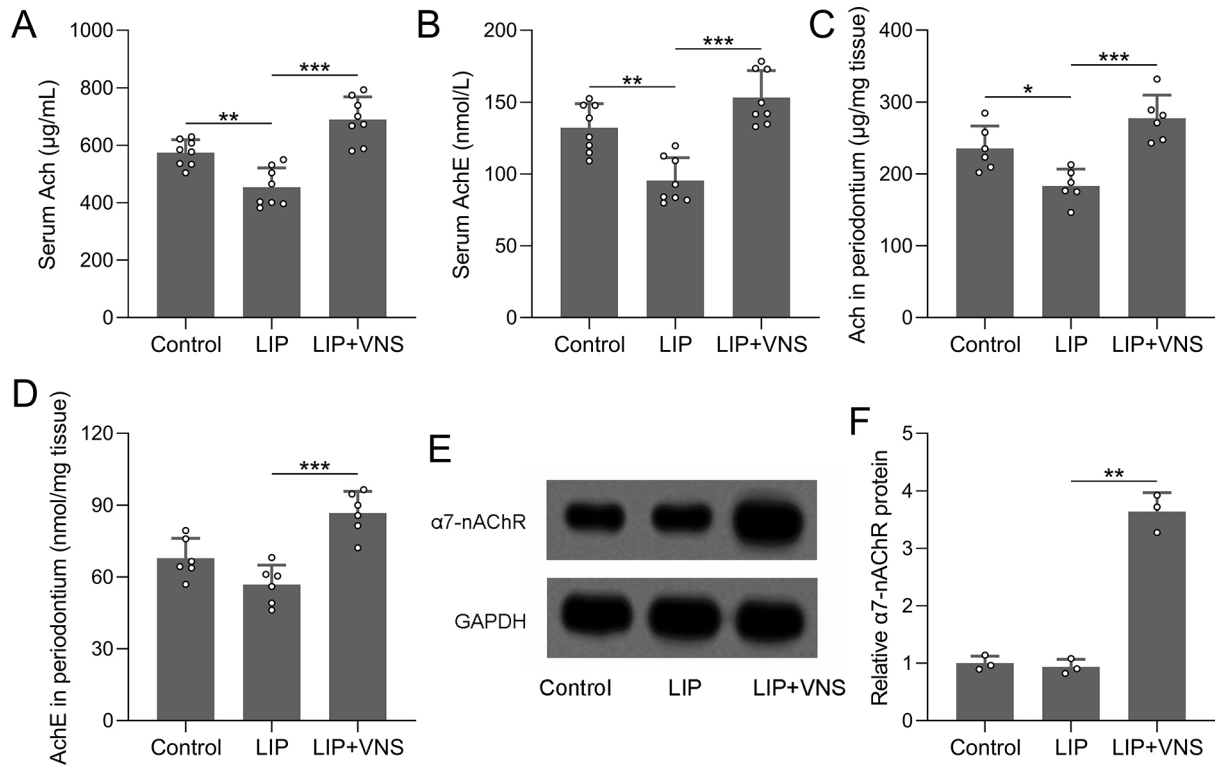 A
Serum Ach (μg/mL)
1000
800
600
400
200
0
**
***
Control
LIP
LIP+VNS
B
Serum AchE (nmol/L)
200
150
100
50
0
**
***
Control
LIP
LIP+VNS
C
Ach in periodontium (μg/mg tissue)
400
300
200
100
0
*
***
Control
LIP
LIP+VNS
D
AchE in periodontium (nmol/mg tissue)
120
90
60
30
0
***
Control
LIP
LIP+VNS
E
α7-nAChR
GAPDH
Control
LIP
LIP+VNS
F
Relative α7-nAChR protein
5
4
3
2
1
0
**
Control
LIP
LIP+VNS